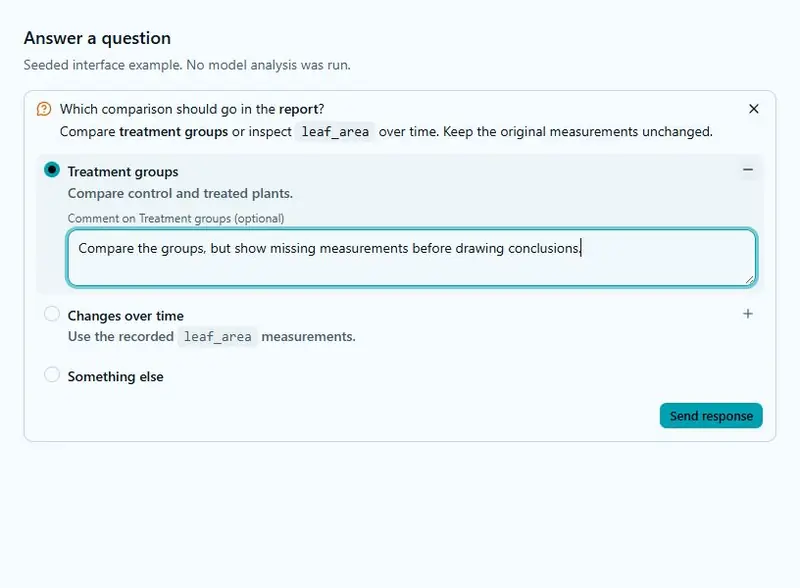 Answer a question
Seeded interface example. No model analysis was run.
Which comparison should go in the report?
Compare treatment groups or inspect leaf_area over time. Keep the original measurements unchanged.
Treatment groups
Compare control and treated plants.
Comment on Treatment groups (optional)
Compare the groups, but show missing measurements before drawing conclusions.
Changes over time
Use the recorded leaf_area measurements.
Something else
Send response